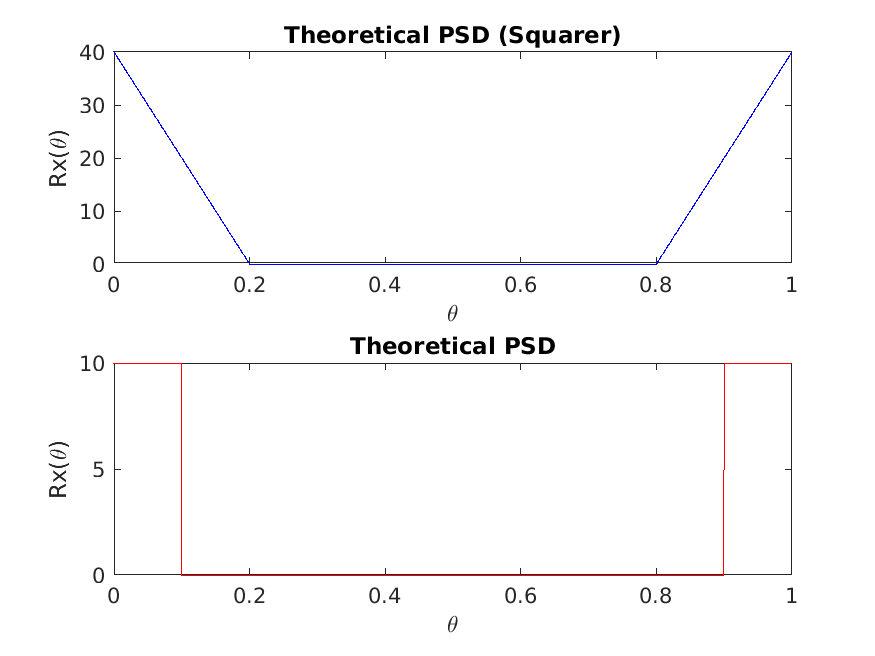 Theoretical PSD (Squarer)
40
30
20
10
0
Rx(θ)
0 0.2 0.4 0.6 0.8 1
θ
Theoretical PSD
10
5
0
Rx(θ)
0 0.2 0.4 0.6 0.8 1
θ